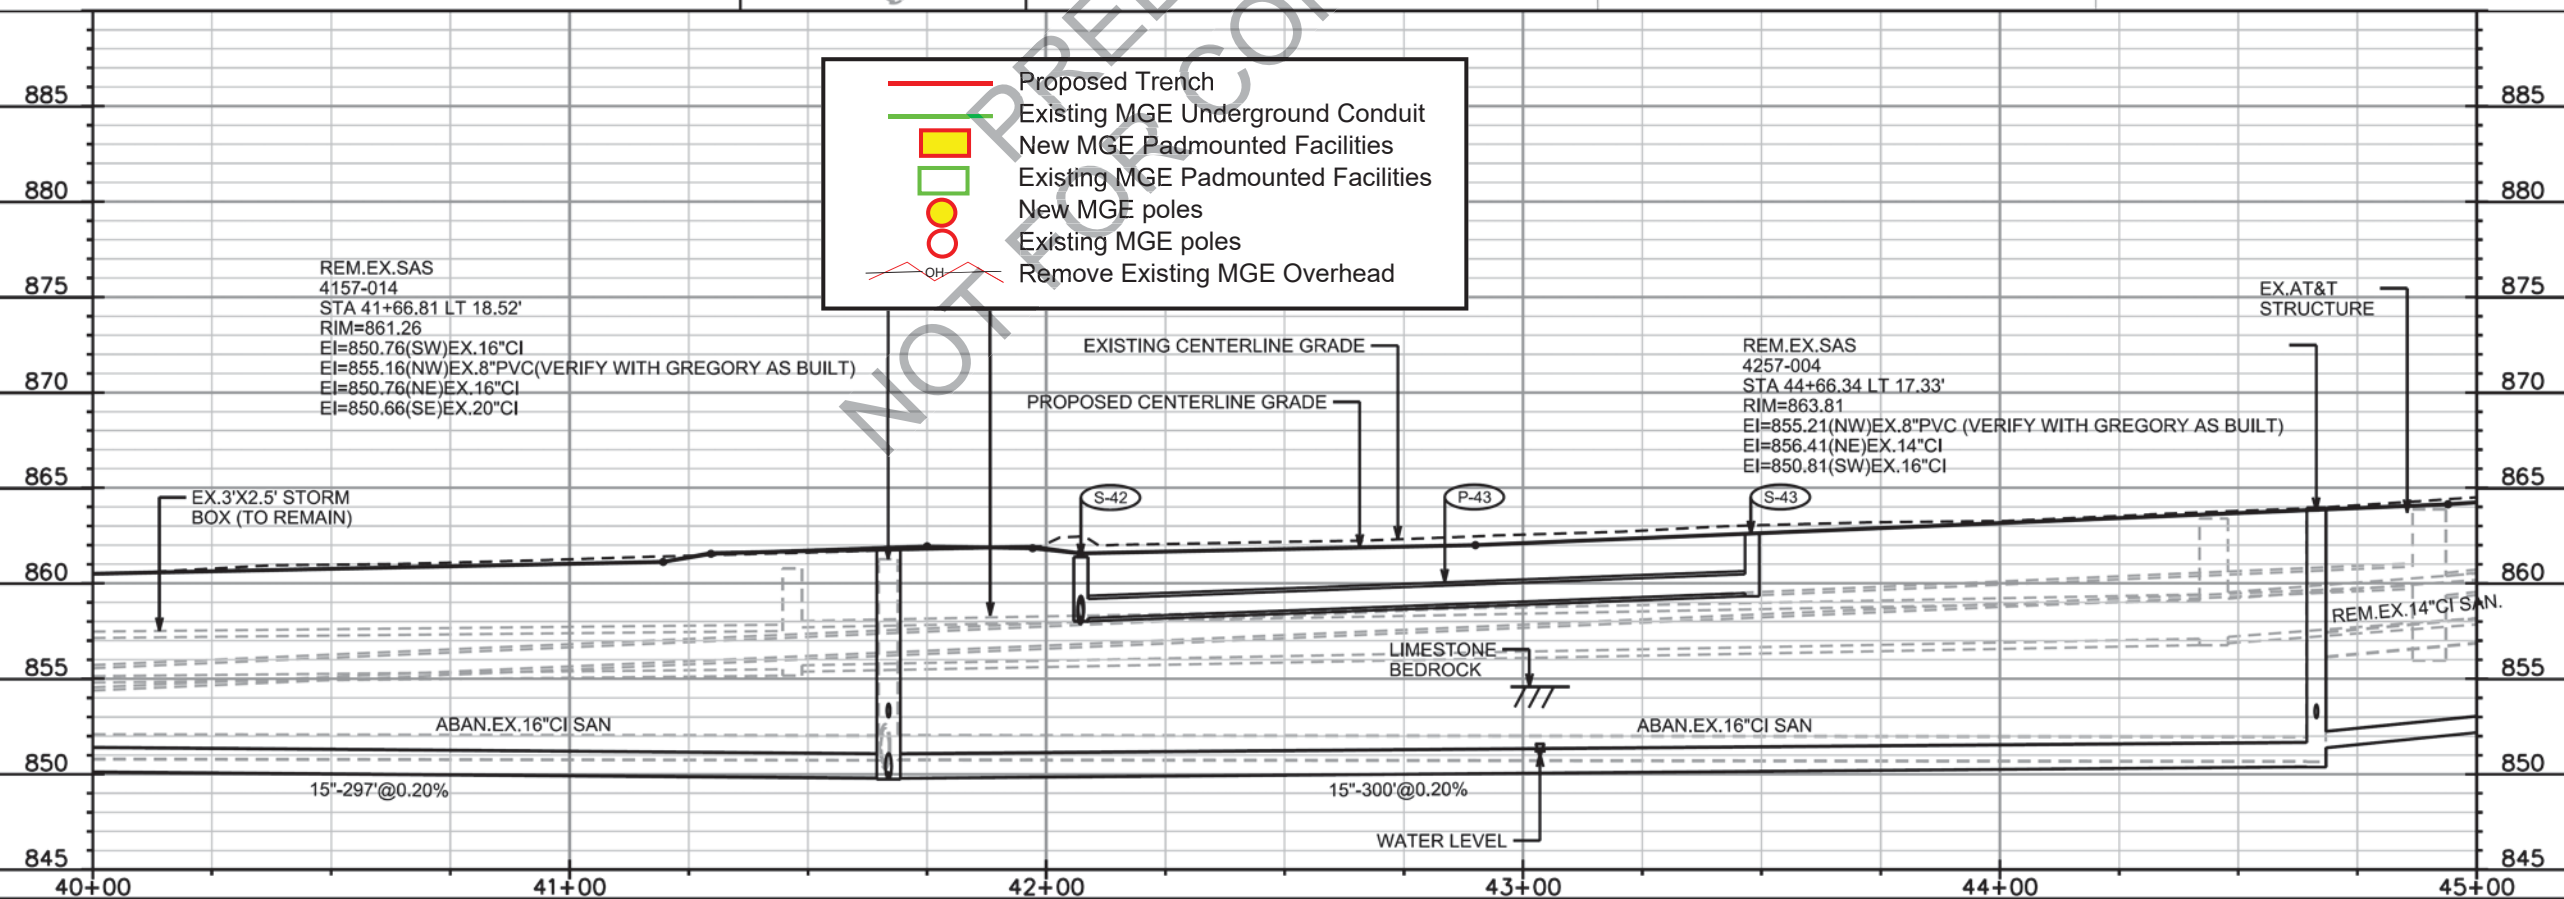 PREL
NOT FOR CON
Proposed Trench
Existing MGE Underground Conduit
New MGE Padmounted Facilities
Existing MGE Padmounted Facilities
New MGE poles
Existing MGE poles
OH
Remove Existing MGE Overhead
885
885
880
880
875
875
870
870
865
865
860
860
855
855
850
850
845
845
REM.EX.SAS
4157-014
STA 41+66.81 LT 18.52'
RIM=861.26
EI=850.76(SW)EX.16"CI
EI=855.16(NW)EX.8"PVC(VERIFY WITH GREGORY AS BUILT)
EI=850.76(NE)EX.16"CI
EI=850.66(SE)EX.20"CI
EXISTING CENTERLINE GRADE
PROPOSED CENTERLINE GRADE
EX.AT&T
STRUCTURE
REM.EX.SAS
4257-004
STA 44+66.34 LT 17.33'
RIM=863.81
EI=855.21(NW)EX.8"PVC (VERIFY WITH GREGORY AS BUILT)
EI=856.41(NE)EX.14"CI
EI=850.81(SW)EX.16"CI
EX.3'X2.5' STORM
BOX (TO REMAIN)
S-42
P-43
S-43
REM.EX.14"CI SAN.
LIMESTONE
BEDROCK
ABAN.EX.16"CI SAN
ABAN.EX.16"CI SAN
15"-297'@0.20%
15"-300'@0.20%
WATER LEVEL
40+00
41+00
42+00
43+00
44+00
45+00